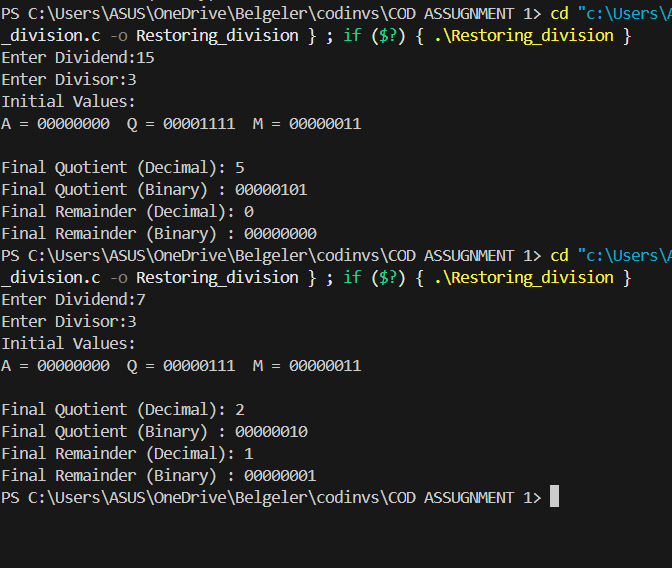 PS C:\Users\ASUS\OneDrive\Belgeler\codinvs\COD ASSUGNMENT 1> cd "c:\Users\
_division.c -o Restoring_division } ; if ($?) { .\Restoring_division }
Enter Dividend:15
Enter Divisor:3
Initial Values:
A = 00000000  Q = 00001111  M = 00000011
Final Quotient (Decimal): 5
Final Quotient (Binary) : 00000101
Final Remainder (Decimal): 0
Final Remainder (Binary) : 00000000
PS C:\Users\ASUS\OneDrive\Belgeler\codinvs\COD ASSUGNMENT 1> cd "c:\Users\
_division.c -o Restoring_division } ; if ($?) { .\Restoring_division }
Enter Dividend:7
Enter Divisor:3
Initial Values:
A = 00000000  Q = 00000111  M = 00000011
Final Quotient (Decimal): 2
Final Quotient (Binary) : 00000010
Final Remainder (Decimal): 1
Final Remainder (Binary) : 00000001
PS C:\Users\ASUS\OneDrive\Belgeler\codinvs\COD ASSUGNMENT 1>